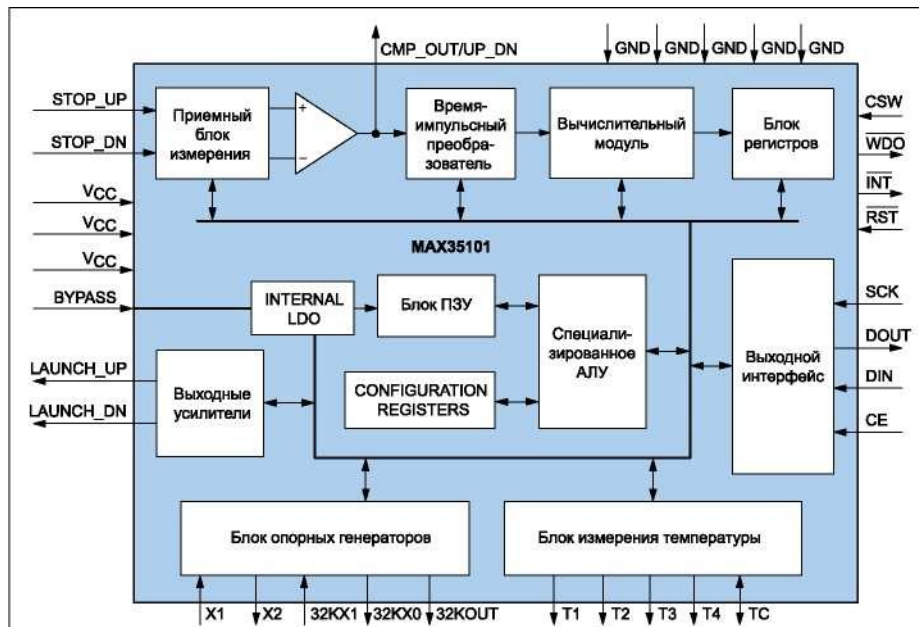 CMP_OUT/UP_DN
GND GND GND GND GND
STOP_UP
STOP_DN
VCC
VCC
VCC
BYPASS
LAUNCH_UP
LAUNCH_DN
Приемный
блок
измерения
+
−
Время-
импульсный
преобра-
зователь
Вычислительный
модуль
Блок
регистров
CSW
WDO
INT
RST
MAX35101
INTERNAL
LDO
Блок ПЗУ
Специали-
зированное
АЛУ
CONFIGURATION
REGISTERS
Выходные
усилители
Выходной
интерфейс
SCK
DOUT
DIN
CE
Блок опорных генераторов
Блок измерения температуры
X1 X2 32KX1 32KX0 32KOUT T1 T2 T3 T4 TC